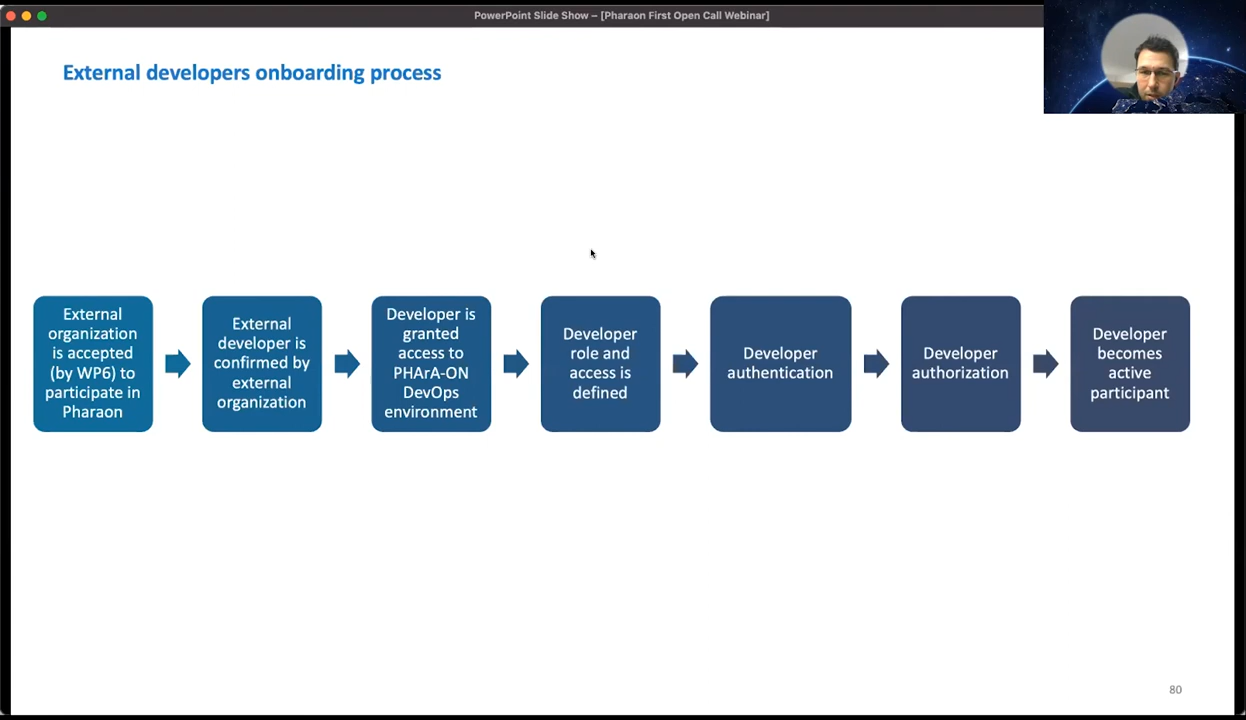 PowerPoint Slide Show – [Pharaon First Open Call Webinar]
External developers onboarding process
External
organization
is accepted
(by WP6) to
participate in
Pharaon
External
developer is
confirmed by
external
organization
Developer is
granted
access to
PHArA-ON
DevOps
environment
Developer
role and
access is
defined
Developer
authentication
Developer
authorization
Developer
becomes
active
participant
80